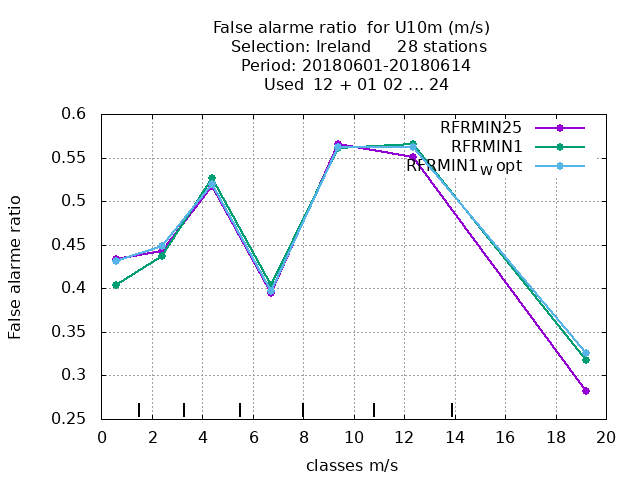 False alarme ratio  for U10m (m/s)
Selection: Ireland     28 stations
Period: 20180601-20180614
Used  12 + 01 02 ... 24
RFRMIN25
RFRMIN1
RFRMIN1_W opt
False alarme ratio
0.6
0.55
0.5
0.45
0.4
0.35
0.3
0.25
0 2 4 6 8 10 12 14 16 18 20
classes m/s